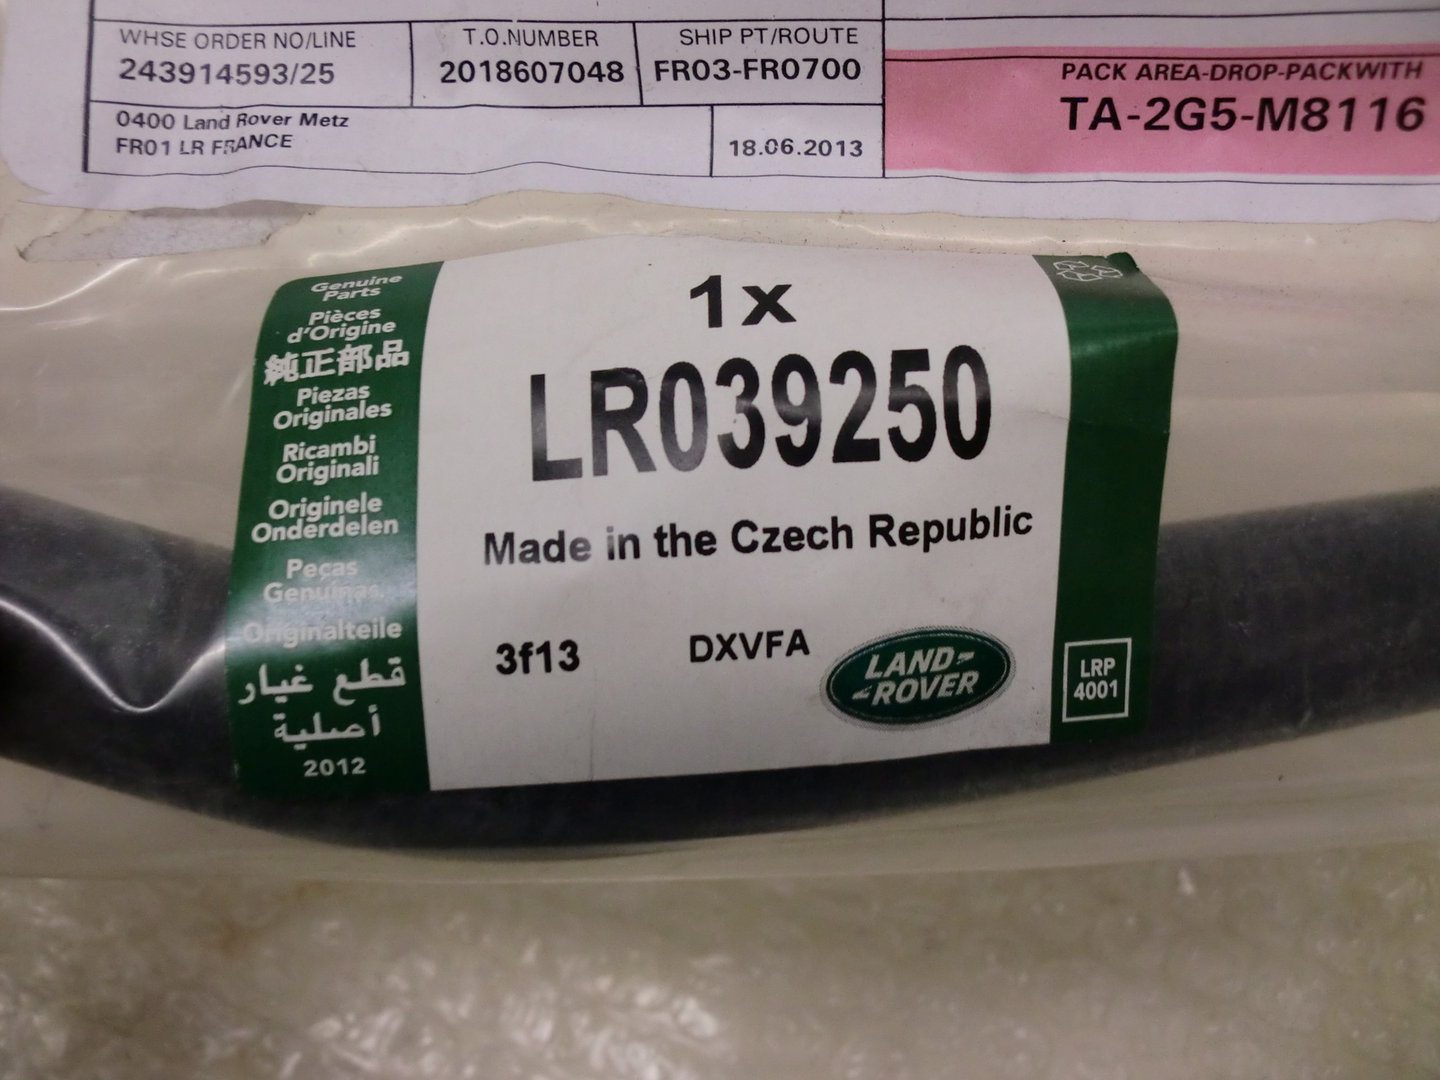 WHSE ORDER NO/LINE
243914593/25
T.O.NUMBER
2018607048
SHIP PT/ROUTE
FR03-FR0700
PACK AREA-DROP-PACKWITH
TA-2G5-M8116
0400 Land Rover Metz
FR01 LR FRANCE
18.06.2013
Genuine
Parts
Pièces
d'Origine
純正部品
Piezas
Originales
Ricambi
Originali
Originele
Onderdelen
Peças
Genuinas
Originalteile
قطع غيار
أصلية
2012
1x
LR039250
Made in the Czech Republic
3f13
DXVFA
LAND-
-ROVER
LRP
4001